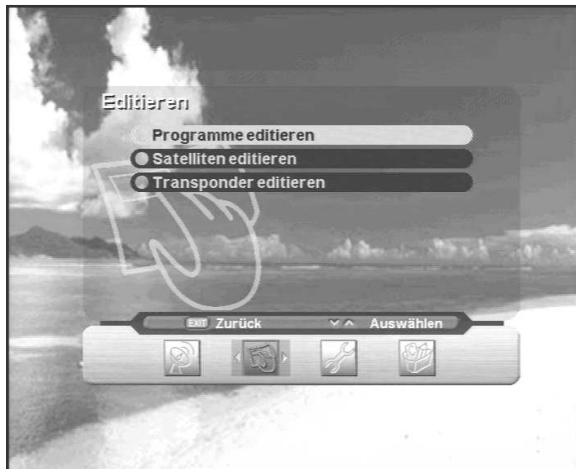 Editieren
Programme editieren
Satelliten editieren
Transponder editieren
EXIT Zurück Auswählen